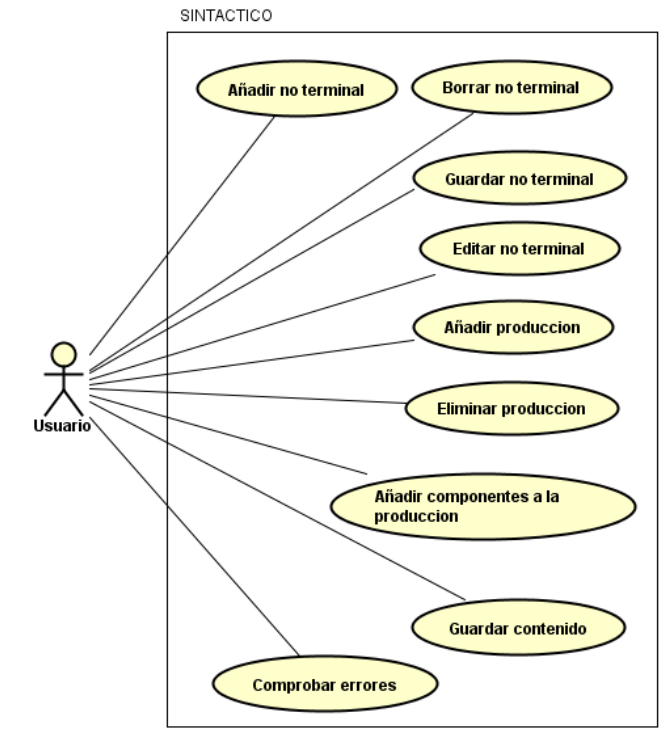 SINTACTICO
Añadir no terminal
Borrar no terminal
Guardar no terminal
Editar no terminal
Añadir produccion
Eliminar produccion
Usuario
Añadir componentes a la
produccion
Guardar contenido
Comprobar errores